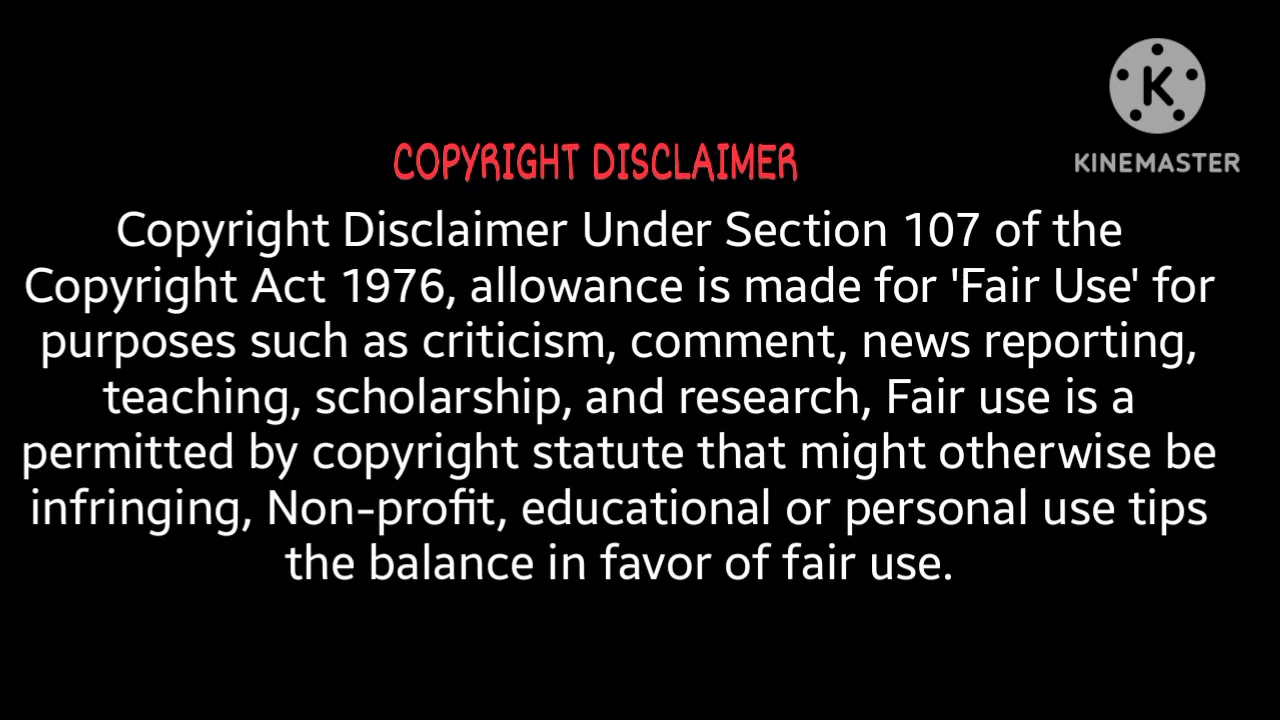 K
KINEMASTER
COPYRIGHT DISCLAIMER
Copyright Disclaimer Under Section 107 of the
Copyright Act 1976, allowance is made for 'Fair Use' for
purposes such as criticism, comment, news reporting,
teaching, scholarship, and research, Fair use is a
permitted by copyright statute that might otherwise be
infringing, Non-profit, educational or personal use tips
the balance in favor of fair use.